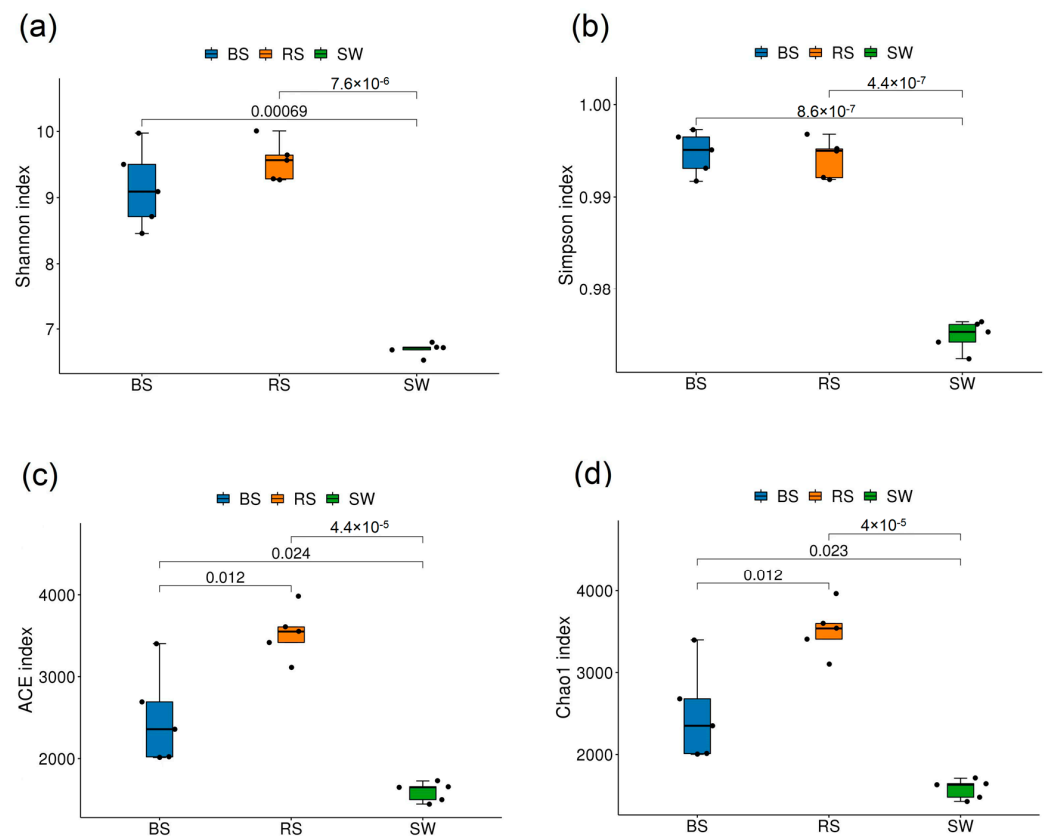 (a)
BS RS SW
7.6×10-6
0.00069
10
9
8
7
Shannon index
BS RS SW
(b)
BS RS SW
4.4×10-7
8.6×10-7
1.00
0.99
0.98
Simpson index
BS RS SW
(c)
BS RS SW
4.4×10-5
0.024
0.012
4000
3000
2000
ACE index
BS RS SW
(d)
BS RS SW
4×10-5
0.023
0.012
4000
3000
2000
Chao1 index
BS RS SW